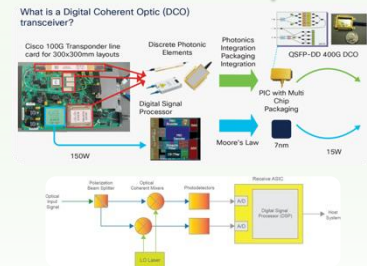 What is a Digital Coherent Optic (DCO)
transceiver?
Cisco 100G Transponder line
card for 300x300mm layouts
Discrete Photonic
Elements
Photonics
Integration
Packaging
Integration
QSFP-DD 400G DCO
Digital Signal
Processor
PIC with Multi
Chip
Packaging
150W
Moore's Law
7nm
15W
Polarization
Beam Splitter
Optical
Coherent Mixers
Photodetectors
Receive ASIC
Optical
Input
Signal
A/D
A/D
Digital Signal
Processor (DSP)
Host
System
LO Laser